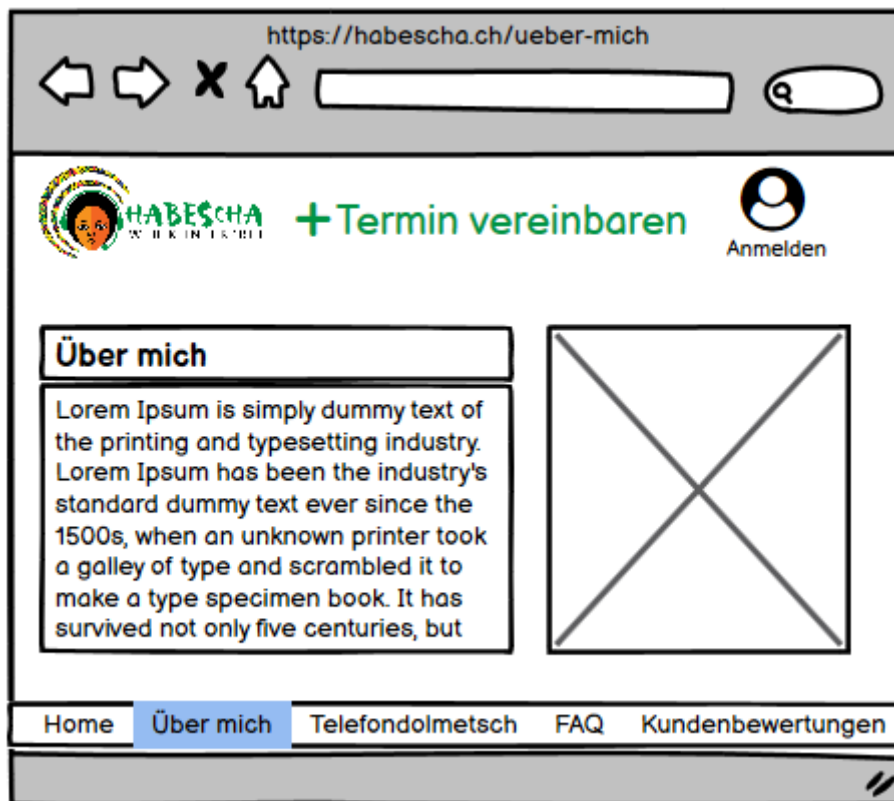 https://habescha.ch/ueber-mich
HABESCHA
+Termin vereinbaren
Anmelden
Über mich
Lorem Ipsum is simply dummy text of
the printing and typesetting industry.
Lorem Ipsum has been the industry's
standard dummy text ever since the
1500s, when an unknown printer took
a galley of type and scrambled it to
make a type specimen book. It has
survived not only five centuries, but
Home Über mich Telefondolmetsch FAQ Kundenbewertungen